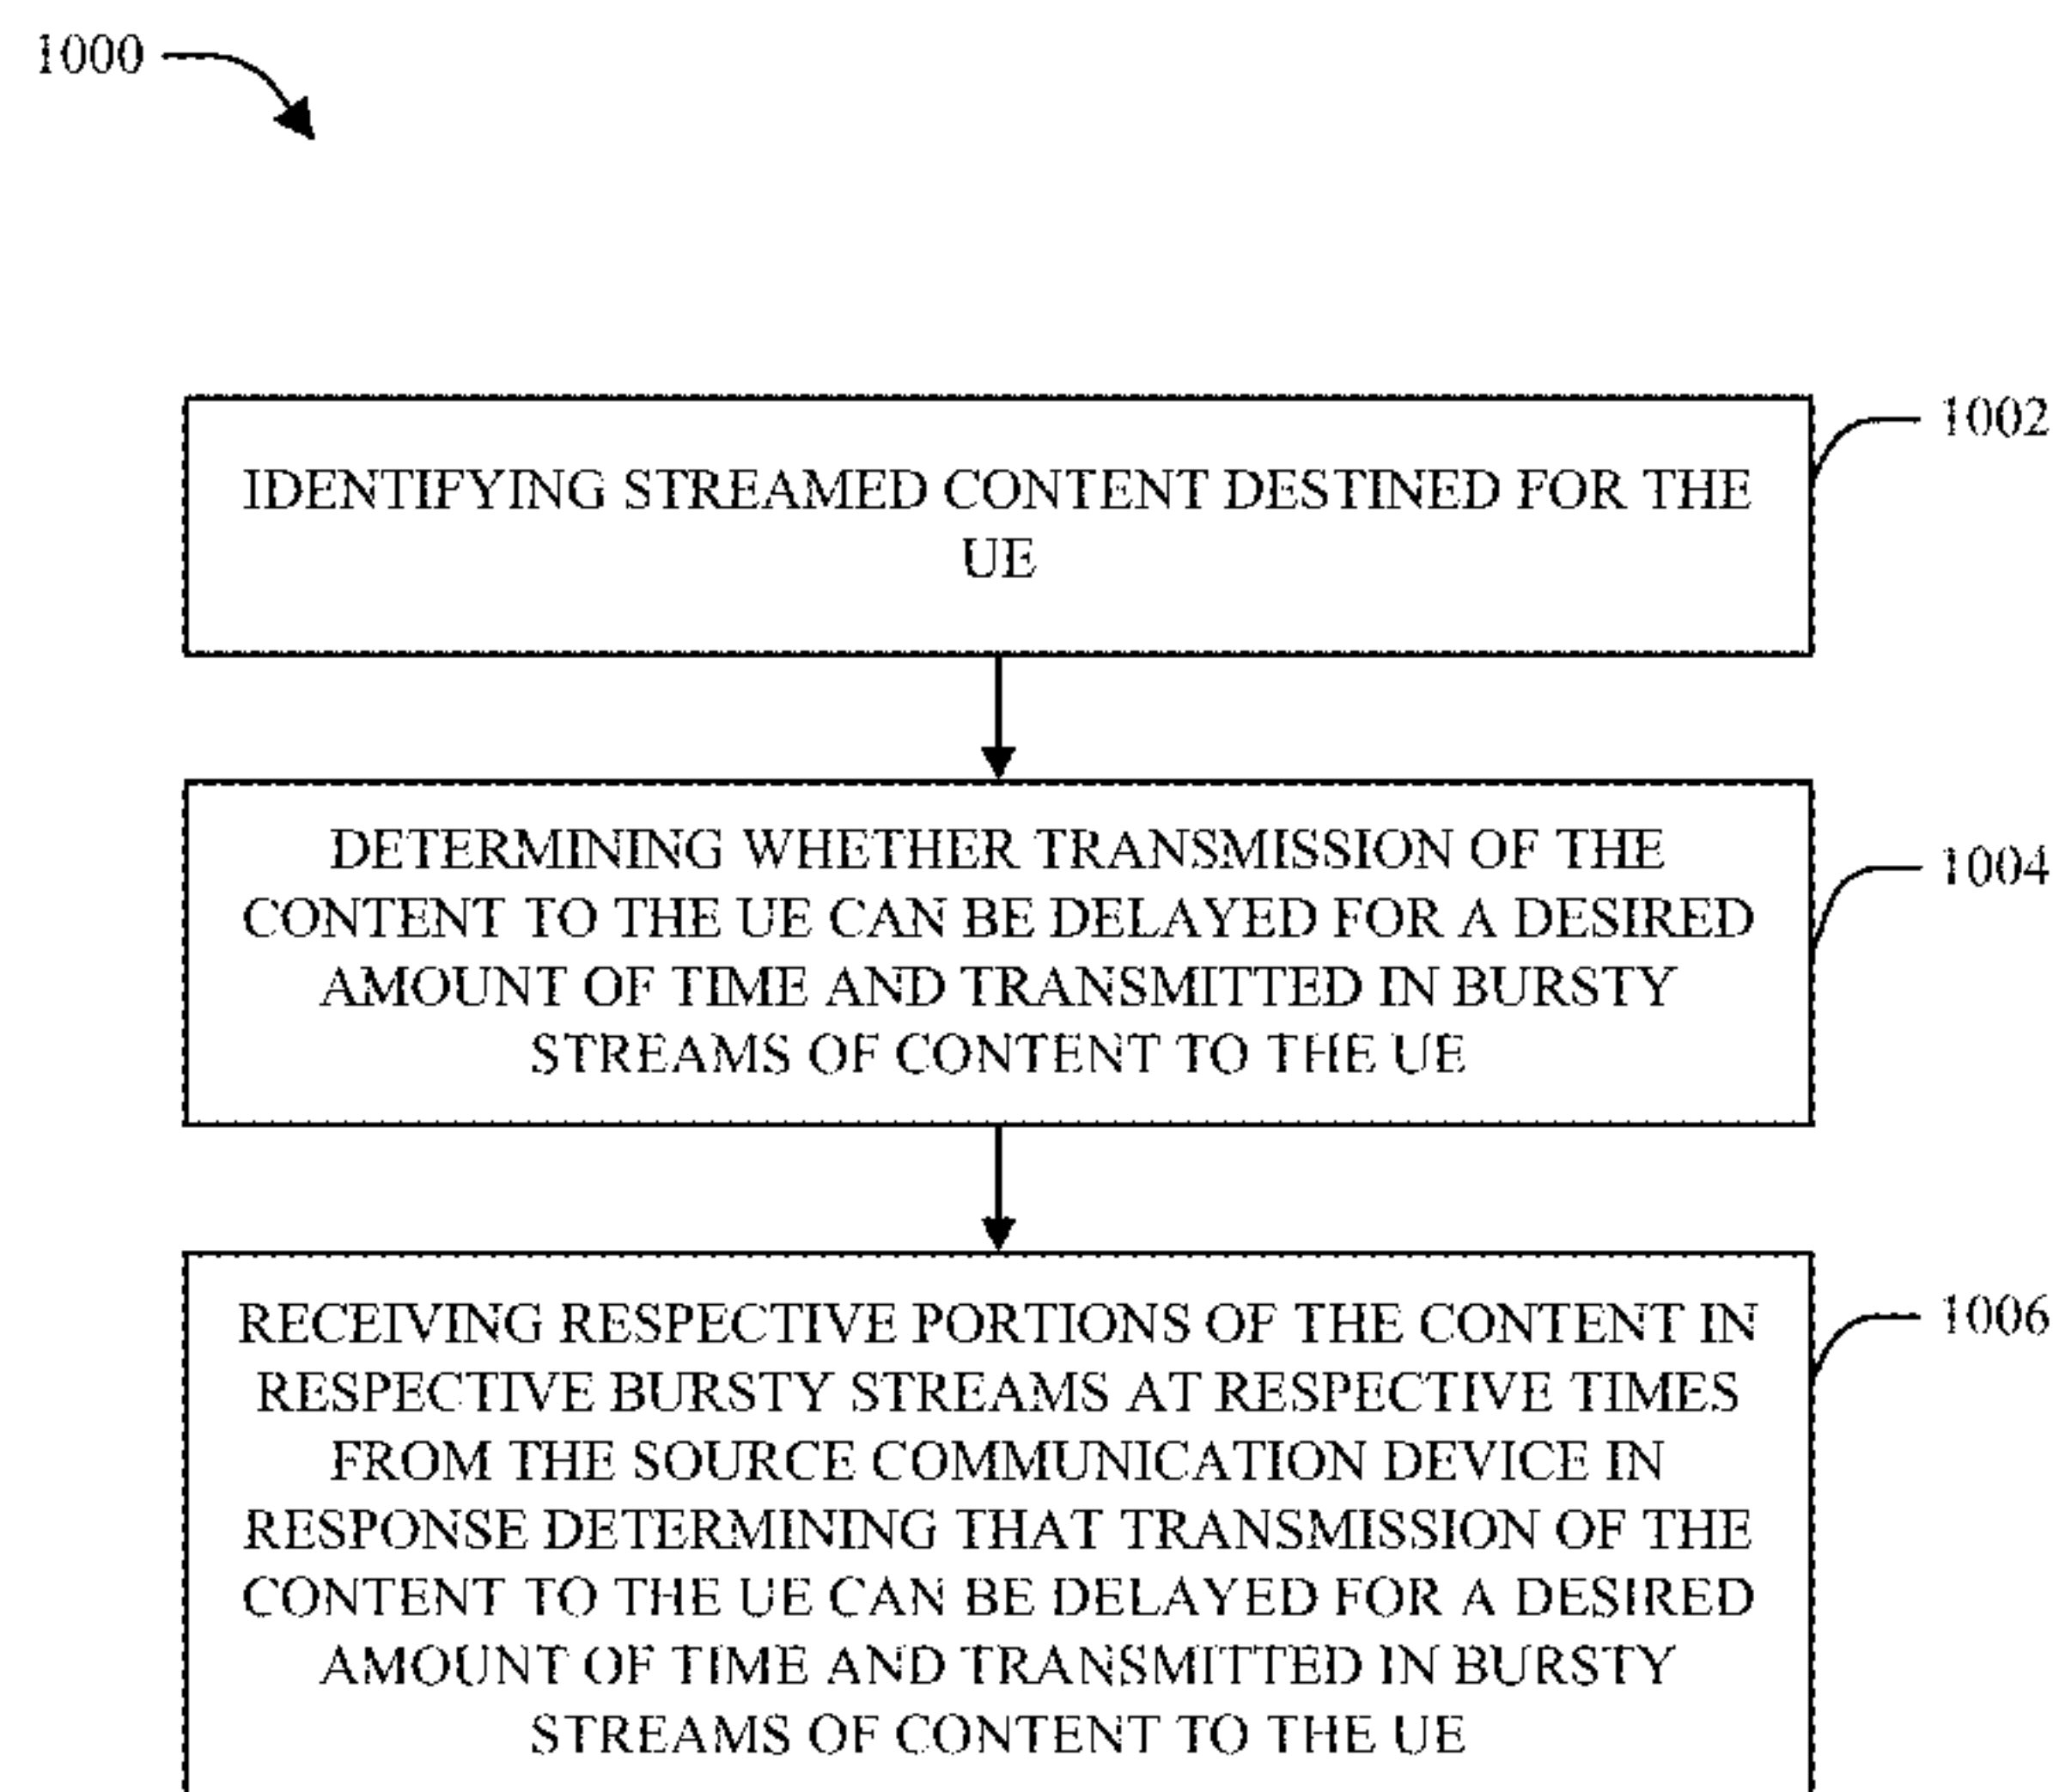 1000
1002
IDENTIFYING STREAMED CONTENT DESTINED FOR THE
UE
DETERMINING WHETHER TRANSMISSION OF THE
1004
CONTENT TO THE UE CAN BE DELAYED FOR A DESIRED
AMOUNT OF TIME AND TRANSMITTED IN BURSTY
STREAMS OF CONTENT TO THE UE
1006
RECEIVING RESPECTIVE PORTIONS OF THE CONTENT IN
RESPECTIVE BURSTY STREAMS AT RESPECTIVE TIMES
FROM THE SOURCE COMMUNICATION DEVICE IN
RESPONSE DETERMINING THAT TRANSMISSION OF THE
CONTENT TO THE UE CAN BE DELAYED FOR A DESIRED
AMOUNT OF TIME AND TRANSMITTED IN BURSTY
STREAMS OF CONTENT TO THE UE